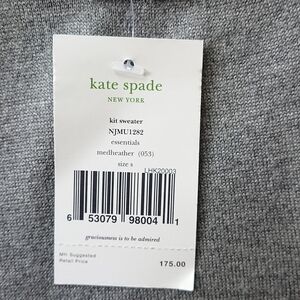 kate spade
NEW YORK
kit sweater
NJMU1282
essentials
medheather (053)
size s
LHK20003
6 53079 98004 1
graciousness is to be admired
Mfr Suggested
Retail Price 175.00